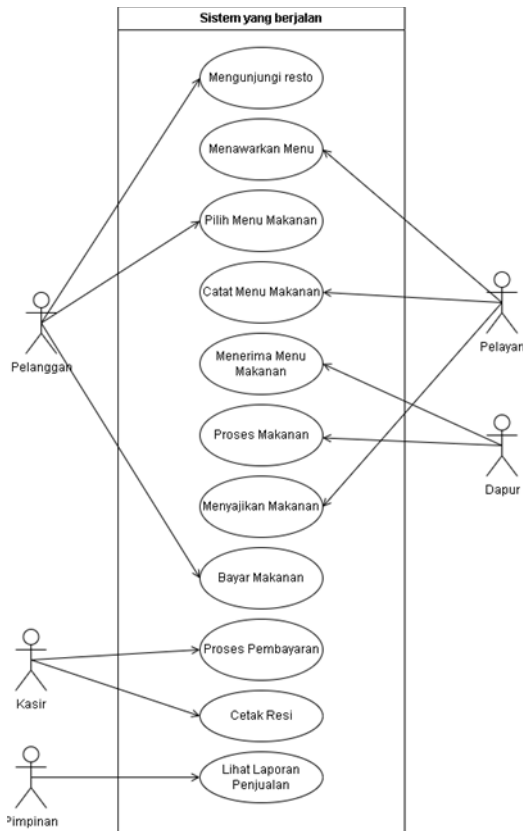 Sistem yang berjalan
Mengunjungi resto
Menawarkan Menu
Pilih Menu Makanan
Catat Menu Makanan
Pelanggan
Pelayan
Menerima Menu
Makanan
Proses Makanan
Dapur
Menyajikan Makanan
Bayar Makanan
Proses Pembayaran
Kasir
Cetak Resi
Lihat Laporan
Penjualan
Pimpinan